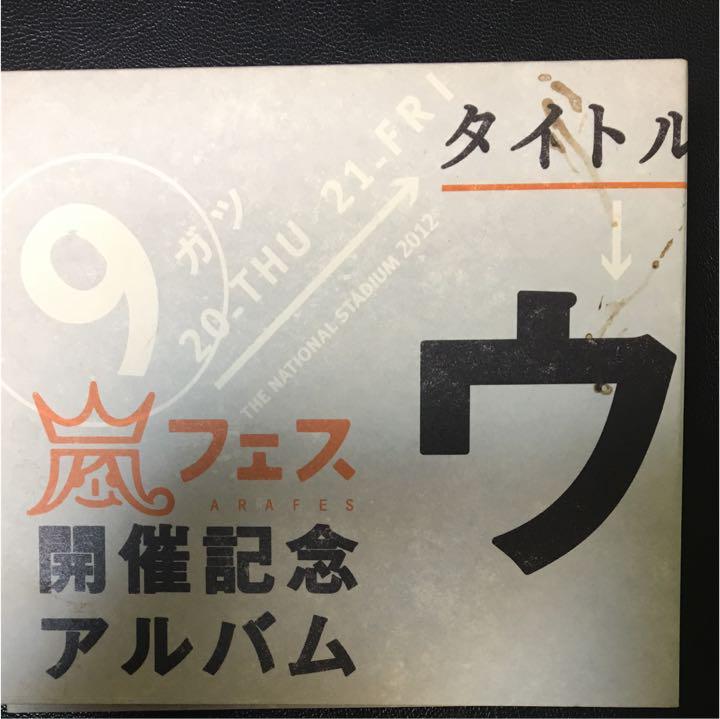 タイトル
ウ
9
ガツ
20-THU 21-FRI
THE NATIONAL STADIUM 2012
嵐フェス
ARAFES
開催記念
アルバム